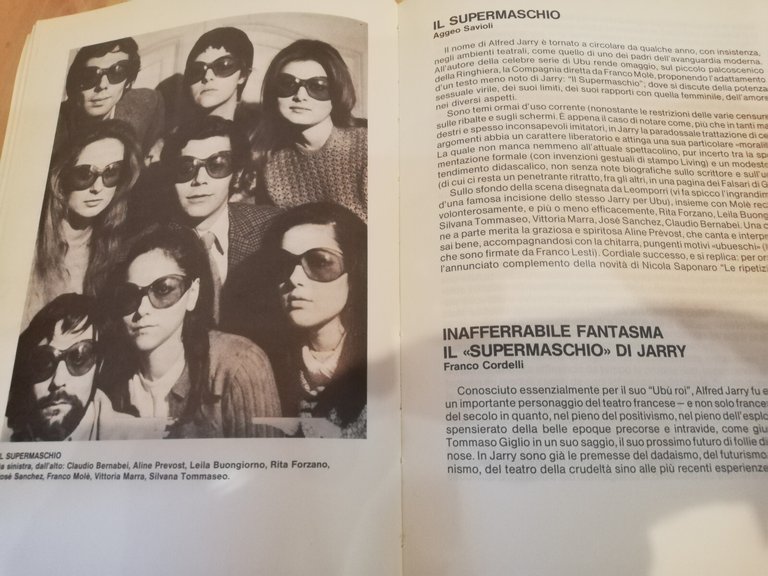 IL SUPERMASCHIO
a sinistra, dall'alto: Claudio Bernabei, Aline Prevost, Leila Buongiorno, Rita Forzano,
José Sanchez, Franco Molé, Vittoria Marra, Silvana Tommaseo.
IL SUPERMASCHIO
Aggeo Savioli
Il nome di Alfred Jarry è tornato a circolare da qualche anno, con insistenza,
negli ambienti teatrali, come quello di uno dei padri dell'avanguardia moderna.
All'autore della celebre serie di Ubu rende omaggio, sul piccolo palcoscenico
della Ringhiera, la Compagnia diretta da Franco Molè, proponendo l'adattamento
d'un testo meno noto di Jarry: "Il Supermaschio"; dove si discute della potenza
sessuale virile, dei suoi limiti, dei suoi rapporti con quella femminile, dell'amore
nei diversi aspetti.
Sono temi ormai d'uso corrente (nonostante le restrizioni delle varie censure
sulle ribalte e sugli schermi. È appena il caso di notare come, più che in tanti ma
destri e spesso inconsapevoli imitatori, in Jarry la paradossale trattazione di ce
argomenti abbia un carattere liberatorio e attinga una sua particolare «morali
La quale non manca nemmeno all'attuale spettacolino, pur incerto tra la sp
mentazione formale (con invenzioni gestuali di stampo Living) e un modest
tendimento didascalico, non senza note biografiche sullo scrittore e sull'u
(di cui ci resta un penetrante ritratto, fra gli altri, in una pagina dei Falsari di G
Sullo sfondo della scena disegnata da Leomporri (vi fa spicco l'ingrandim
d'una famosa incisione dello stesso Jarry per Ubu), insieme con Molè rec
volonterosamente, e più o meno efficacemente, Rita Forzano, Leila Buong
Silvana Tommaseo, Vittoria Marra, José Sanchez, Claudio Bernabei. Una c
ne a parte merita la graziosa e spiritosa Aline Prèvost, che canta e interp
sai bene, accompagnandosi con la chitarra, pungenti motivi «ubueschi» (
che sono firmate da Franco Lesti). Cordiale successo, e si replica: per or
l'annunciato complemento della novità di Nicola Saponaro "Le ripetizi
INAFFERRABILE FANTASMA
IL «SUPERMASCHIO» DI JARRY
Franco Cordelli
Conosciuto essenzialmente per il suo "Ubù roi", Alfred Jarry fu e
un importante personaggio del teatro francese – e non solo france
del secolo in quanto, nel pieno del positivismo, nel pieno dell'esplo
spensierato della belle epoque precorse e intravide, come giu
Tommaso Giglio in un suo saggio, il suo prossimo futuro di follie di
nose. In Jarry sono già le premesse del dadaismo, del futurismo
nismo, del teatro della crudeltà sino alle più recenti esperienze